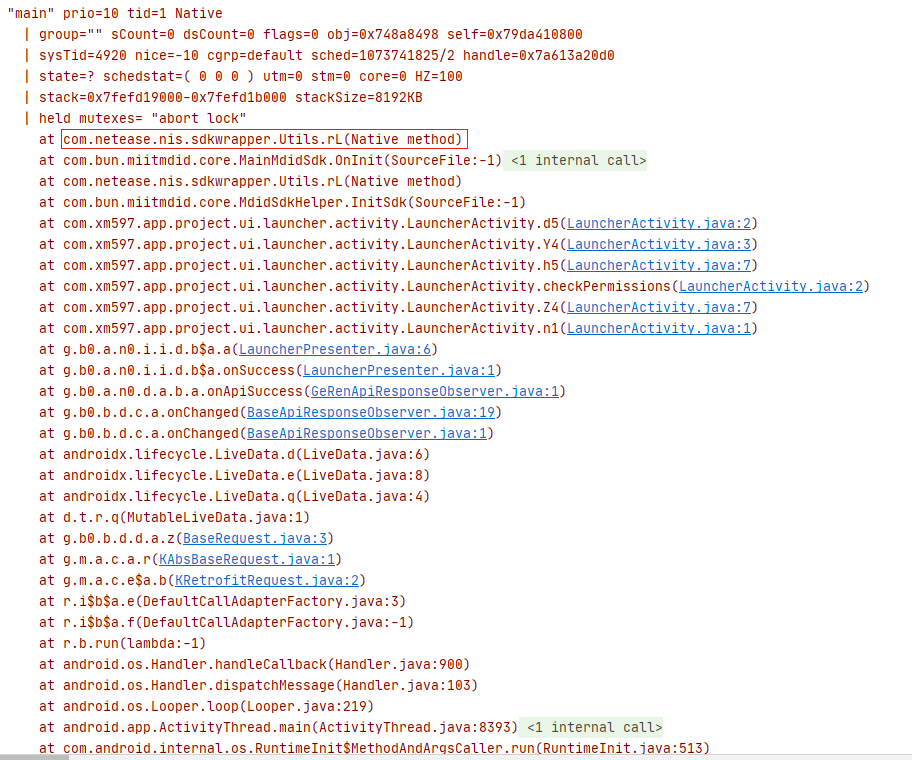 "main" prio=10 tid=1 Native
| group="" sCount=0 dsCount=0 flags=0 obj=0x748a8498 self=0x79da410800
| sysTid=4920 nice=-10 cgrp=default sched=1073741825/2 handle=0x7a613a20d0
| state=? schedstat=( 0 0 0 ) utm=0 stm=0 core=0 HZ=100
| stack=0x7fefd19000-0x7fefd1b000 stackSize=8192KB
| held mutexes= "abort lock"
at com.netease.nis.sdkwrapper.Utils.rL(Native method)
at com.bun.miitmdid.core.MainMdidSdk.OnInit(SourceFile:-1) <1 internal call>
at com.netease.nis.sdkwrapper.Utils.rL(Native method)
at com.bun.miitmdid.core.MdidSdkHelper.InitSdk(SourceFile:-1)
at com.xm597.app.project.ui.launcher.activity.LauncherActivity.d5(LauncherActivity.java:2)
at com.xm597.app.project.ui.launcher.activity.LauncherActivity.Y4(LauncherActivity.java:3)
at com.xm597.app.project.ui.launcher.activity.LauncherActivity.h5(LauncherActivity.java:7)
at com.xm597.app.project.ui.launcher.activity.LauncherActivity.checkPermissions(LauncherActivity.java:2)
at com.xm597.app.project.ui.launcher.activity.LauncherActivity.Z4(LauncherActivity.java:7)
at com.xm597.app.project.ui.launcher.activity.LauncherActivity.n1(LauncherActivity.java:1)
at g.b0.a.n0.i.i.d.b$a.a(LauncherPresenter.java:6)
at g.b0.a.n0.i.i.d.b$a.onSuccess(LauncherPresenter.java:1)
at g.b0.a.n0.d.a.b.a.onApiSuccess(GeRenApiResponseObserver.java:1)
at g.b0.b.d.c.a.onChanged(BaseApiResponseObserver.java:19)
at g.b0.b.d.c.a.onChanged(BaseApiResponseObserver.java:1)
at androidx.lifecycle.LiveData.d(LiveData.java:6)
at androidx.lifecycle.LiveData.e(LiveData.java:8)
at androidx.lifecycle.LiveData.q(LiveData.java:4)
at d.t.r.q(MutableLiveData.java:1)
at g.b0.b.d.d.a.z(BaseRequest.java:3)
at g.m.a.c.a.r(KAbsBaseRequest.java:1)
at g.m.a.c.e$a.b(KRetrofitRequest.java:2)
at r.i$b$a.e(DefaultCallAdapterFactory.java:3)
at r.i$b$a.f(DefaultCallAdapterFactory.java:-1)
at r.b.run(lambda:-1)
at android.os.Handler.handleCallback(Handler.java:900)
at android.os.Handler.dispatchMessage(Handler.java:103)
at android.os.Looper.loop(Looper.java:219)
at android.app.ActivityThread.main(ActivityThread.java:8393) <1 internal call>
at com.android.internal.os.RuntimeInit$MethodAndArgsCaller.run(RuntimeInit.java:513)